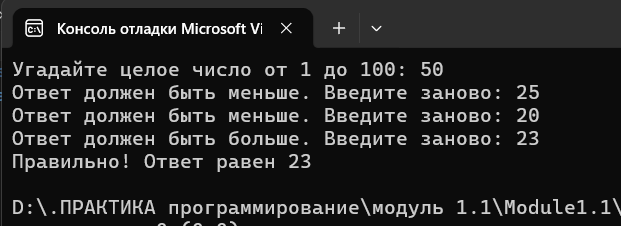 Консоль отладки Microsoft Vi
Угадайте целое число от 1 до 100: 50
Ответ должен быть меньше. Введите заново: 25
Ответ должен быть меньше. Введите заново: 20
Ответ должен быть больше. Введите заново: 23
Правильно! Ответ равен 23
D:\.ПРАКТИКА программирование\модуль 1.1\Module1.1\